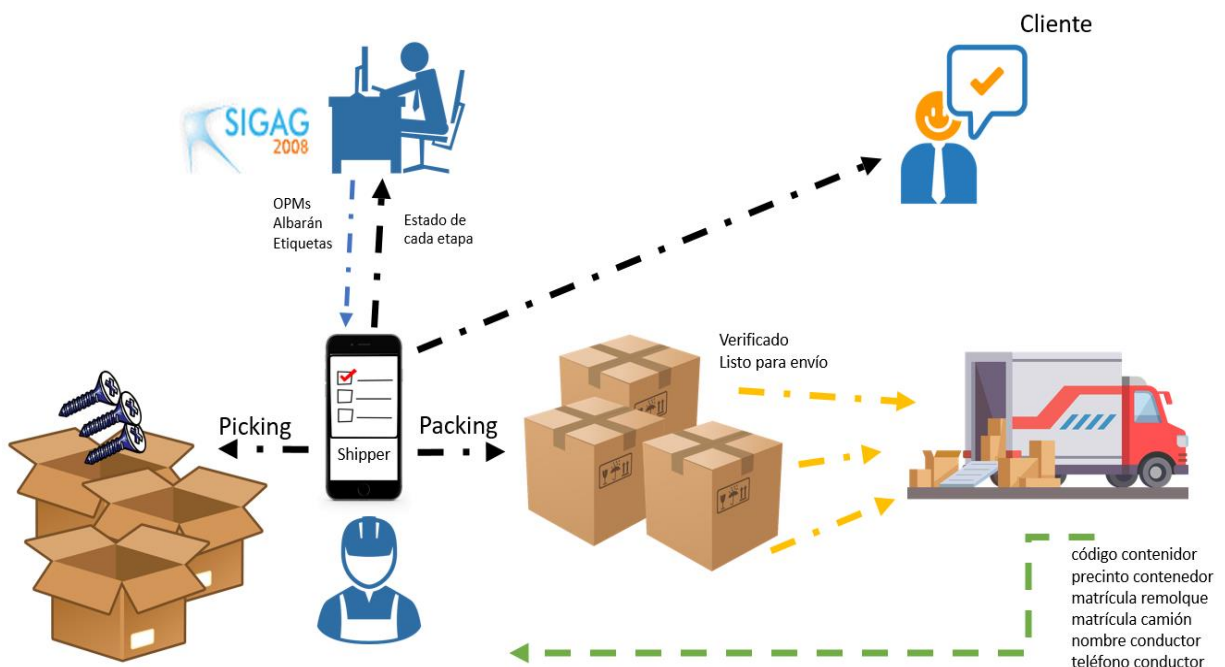 Cliente
SIGAG
2008
OPMs
Albarán
Etiquetas
Estado de
cada etapa
Verificado
Listo para envío
Picking
Packing
Shipper
código contenidor
precinto contenedor
matrícula remolque
matrícula camión
nombre conductor
teléfono conductor